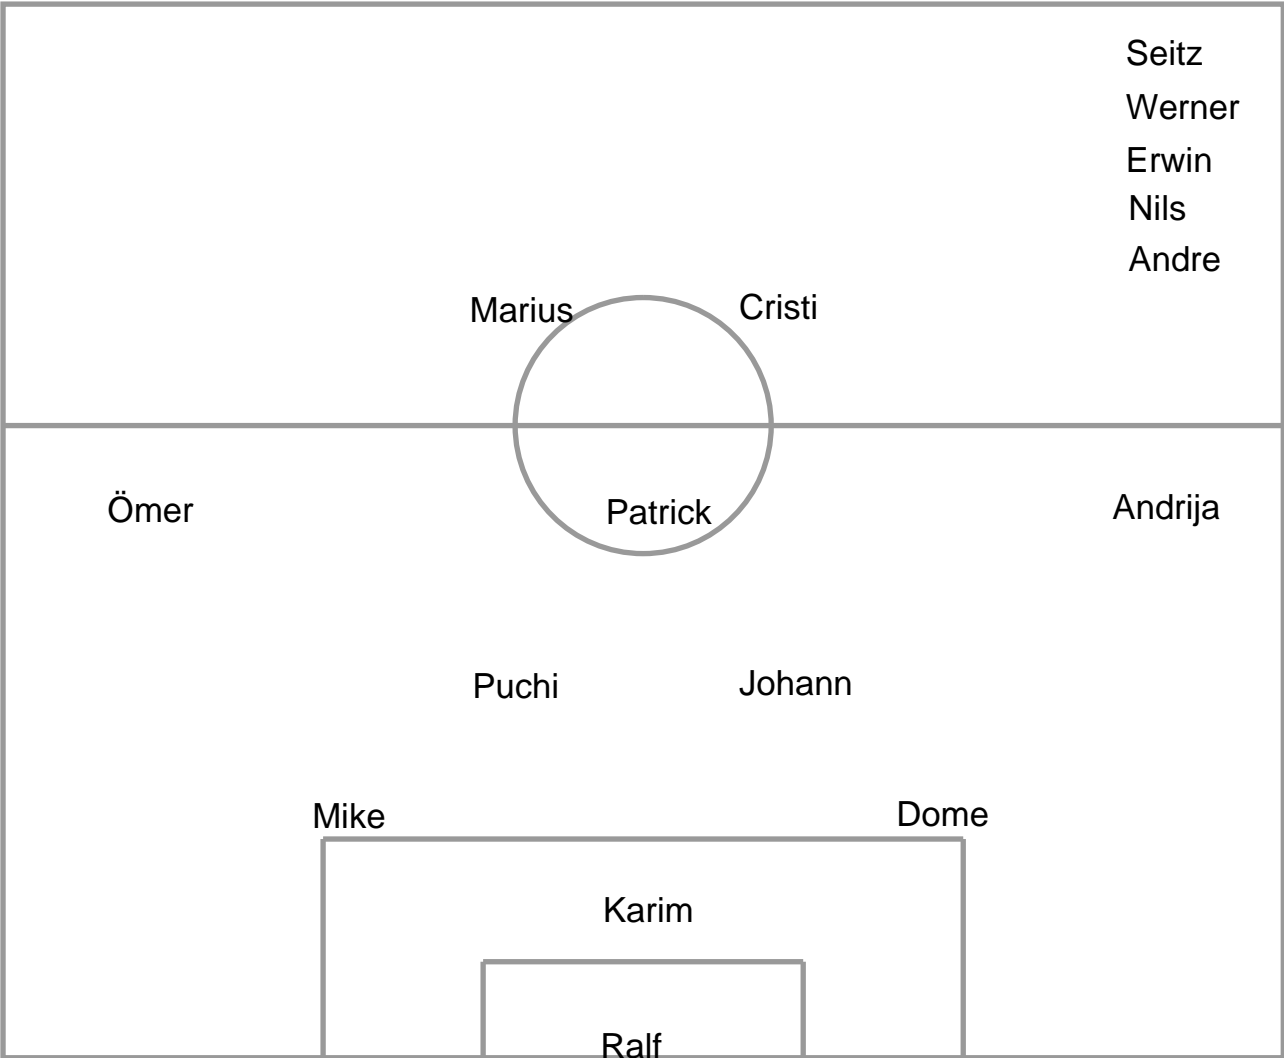 Seitz
Werner
Erwin
Nils
Andre
Marius Cristi
Ömer Patrick Andrija
Puchi Johann
Mike Dome
Karim
Ralf